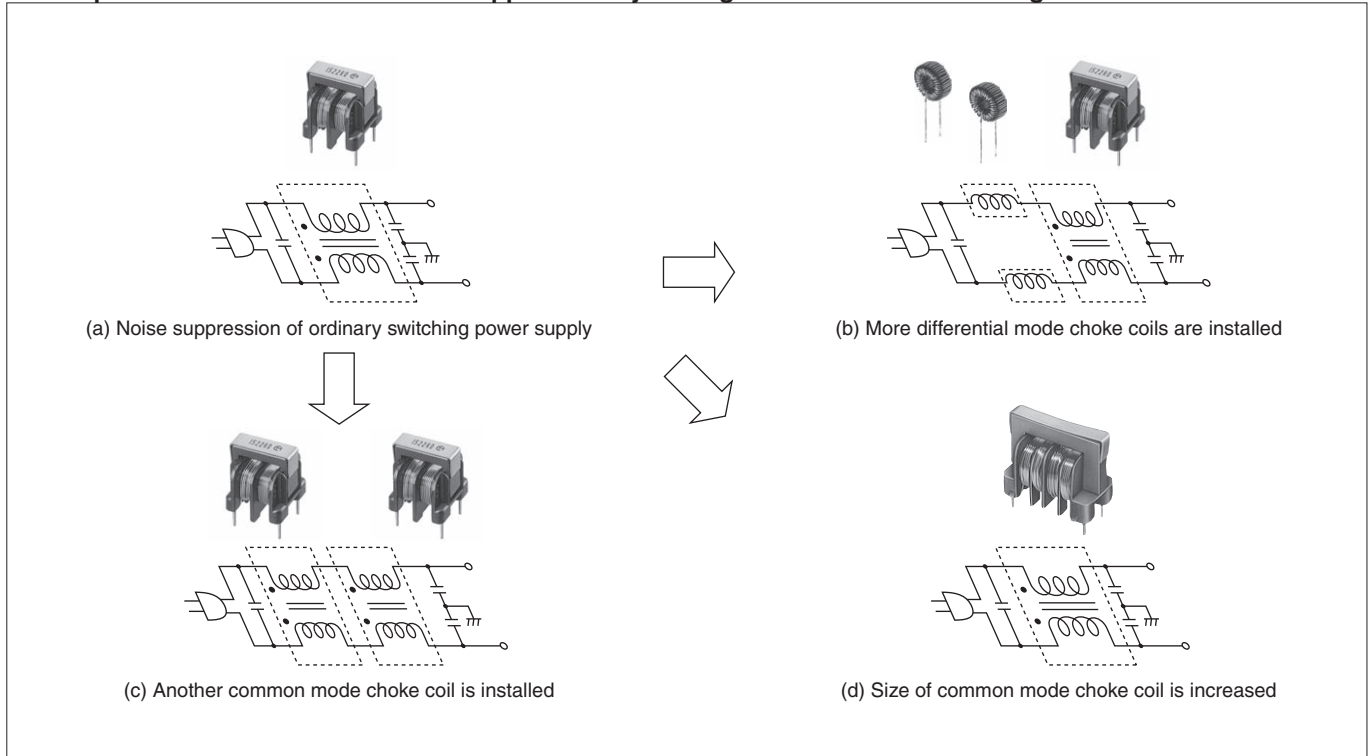 (a) Noise suppression of ordinary switching power supply
(b) More differential mode choke coils are installed
(c) Another common mode choke coil is installed
(d) Size of common mode choke coil is increased